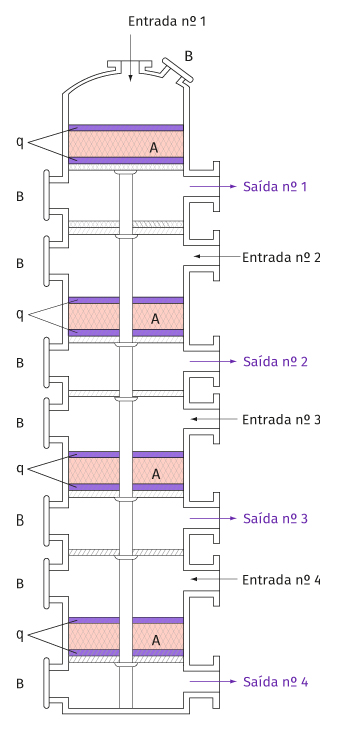 Entrada nº 1
B
q
A
B
Saída nº 1
B
Entrada nº 2
q
A
B
Saída nº 2
B
Entrada nº 3
q
A
B
Saída nº 3
B
Entrada nº 4
q
A
B
Saída nº 4